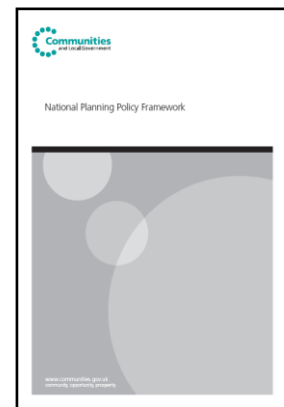 Communities
and Local Government
National Planning Policy Framework
www.communities.gov.uk
community, opportunity, prosperity